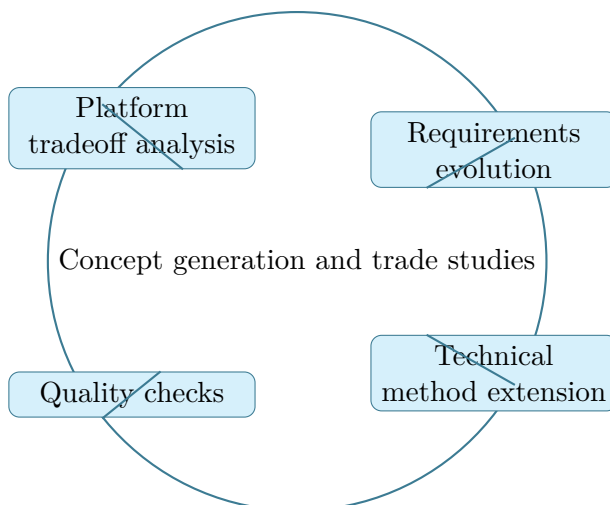 Platform
tradeoff analysis
Requirements
evolution
Concept generation and trade studies
Quality checks
Technical
method extension